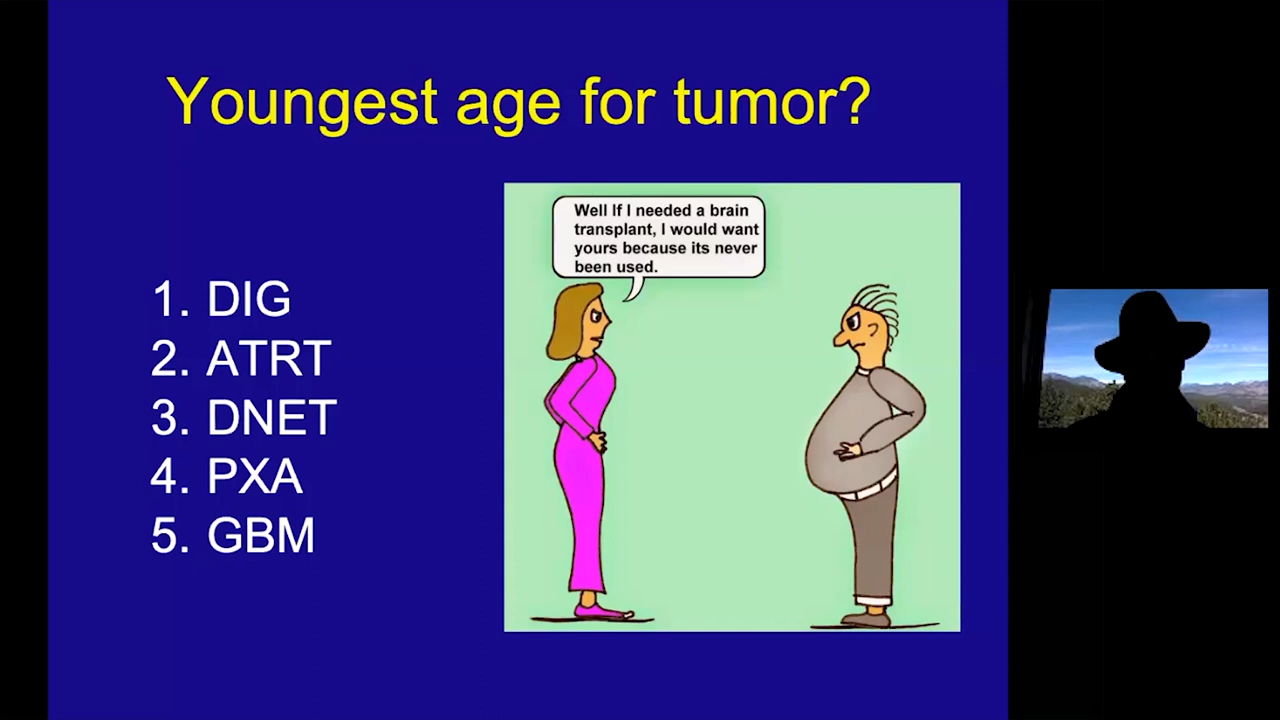 Youngest age for tumor?
Well If I needed a brain
transplant, I would want
yours because its never
been used.
1. DIG
2. ATRT
3. DNET
4. PXA
5. GBM